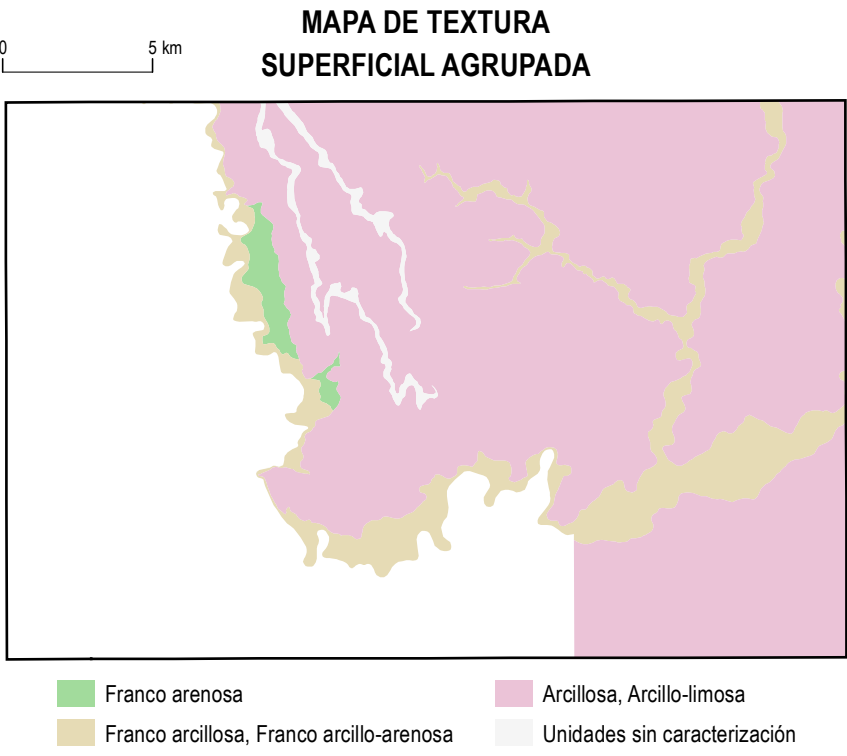 MAPA DE TEXTURA
SUPERFICIAL AGRUPADA
0 5 km
Franco arenosa
Franco arcillosa, Franco arcillo-arenosa
Arcillosa, Arcillo-limosa
Unidades sin caracterización